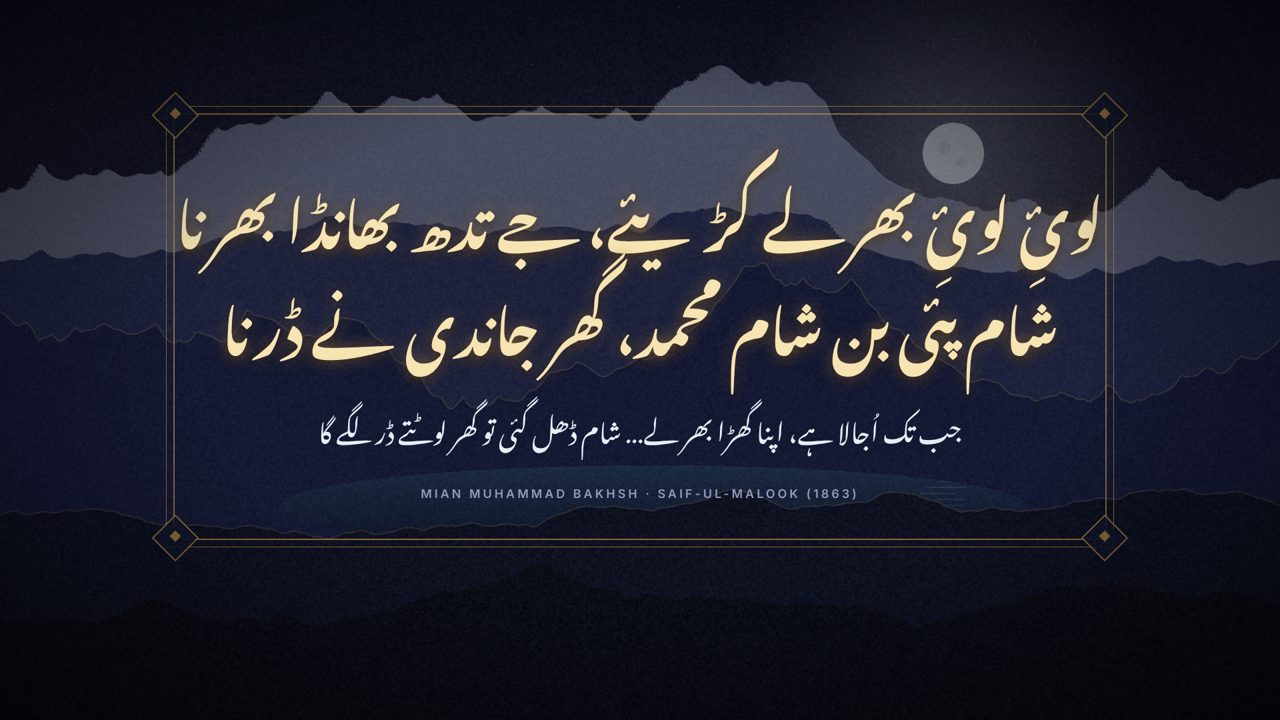 لوئِ لوئِ بھر لے کڑیئے، جے تدھ بھانڈا بھرنا
شام پئی بن شام محمد، گھر جاندی نے ڈرنا
جب تک اُجالا ہے، اپنا گھڑا بھر لے... شام ڈھل گئی تو گھر لوٹتے ڈر لگے گا
MIAN MUHAMMAD BAKHSH · SAIF-UL-MALOOK (1863)